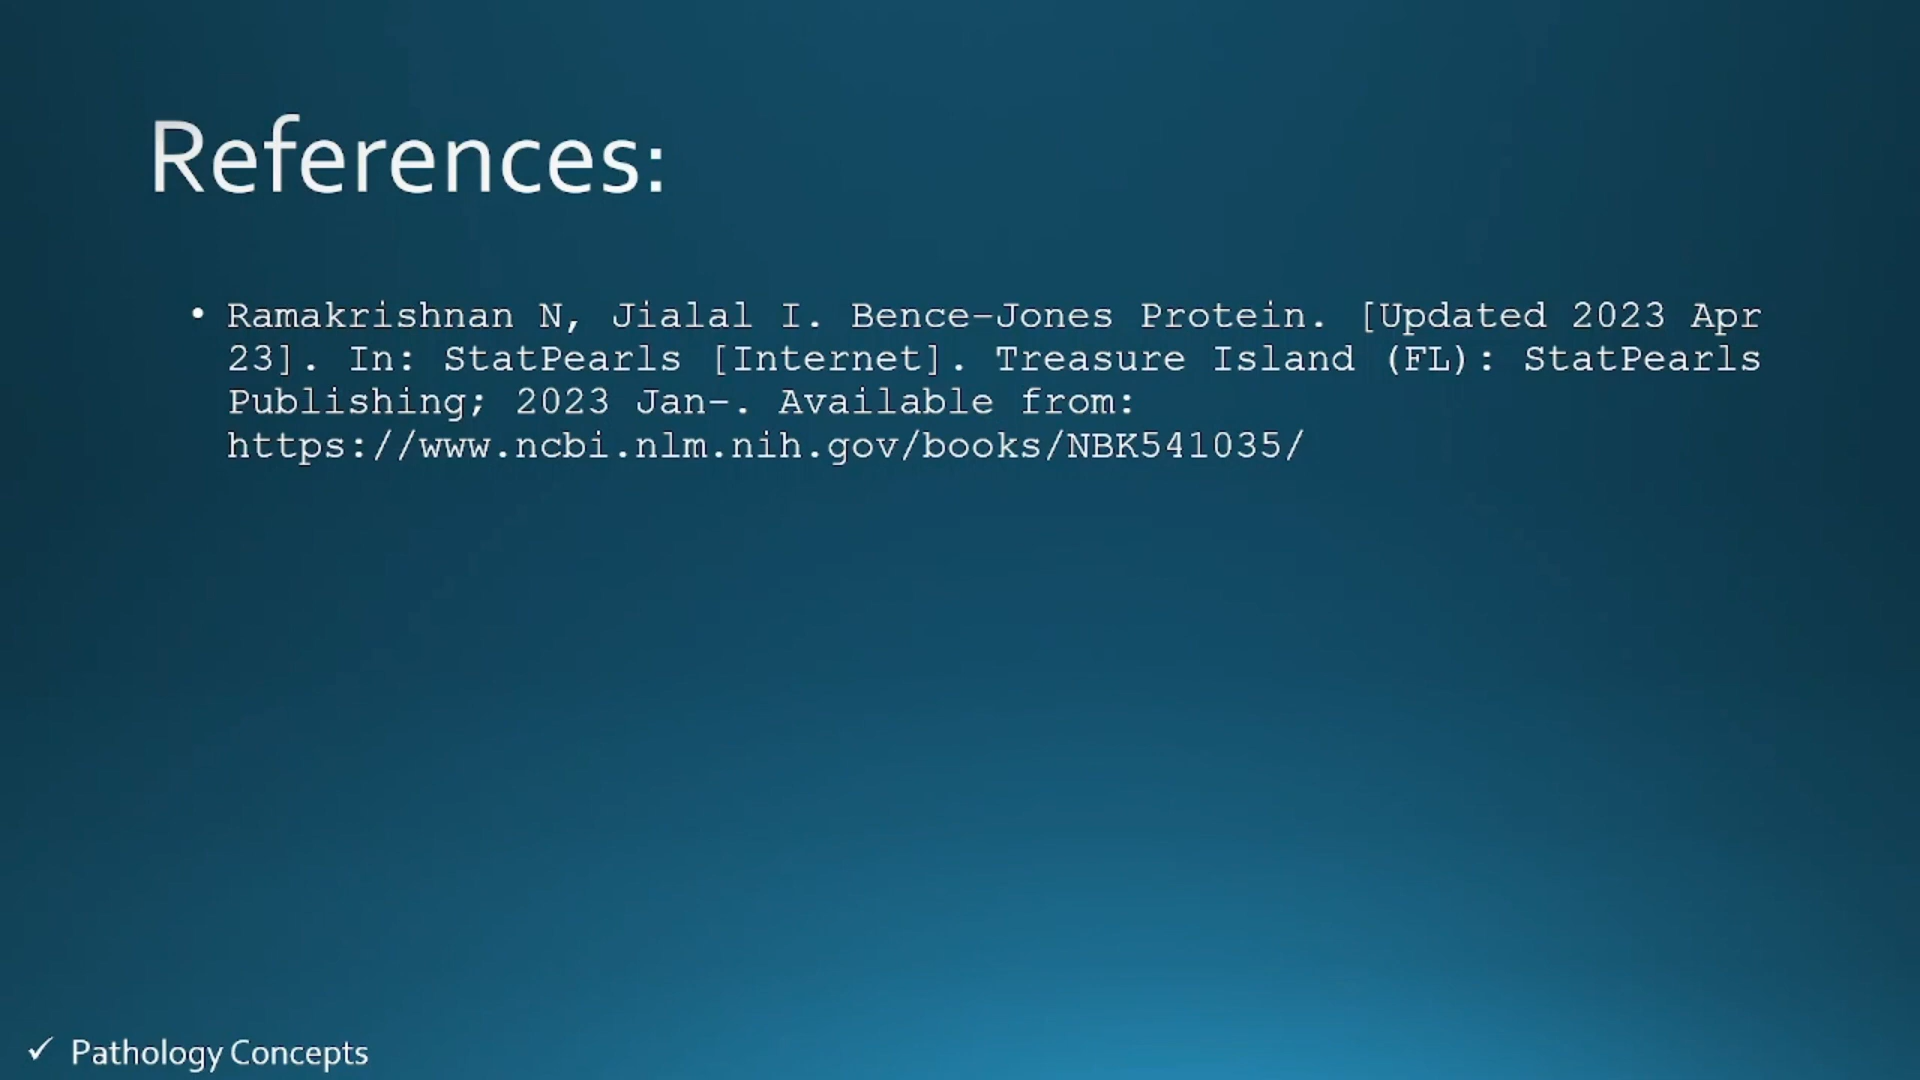 References:
• Ramakrishnan N, Jialal I. Bence-Jones Protein. [Updated 2023 Apr
23]. In: StatPearls [Internet]. Treasure Island (FL): StatPearls
Publishing; 2023 Jan-. Available from:
https://www.ncbi.nlm.nih.gov/books/NBK541035/
✓ Pathology Concepts